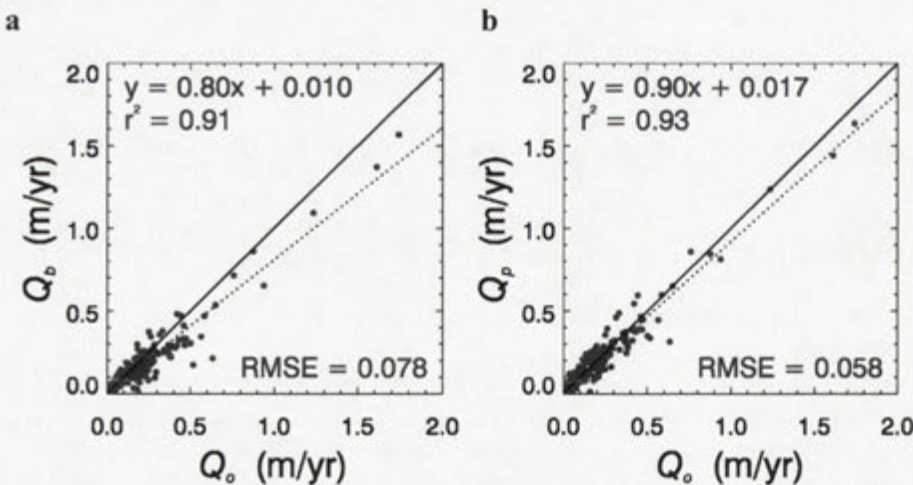 a
b
2.0
1.5
1.0
0.5
0.0
y = 0.80x + 0.010
r² = 0.91
RMSE = 0.078
Q_b (m/yr)
0.0 0.5 1.0 1.5 2.0
Q_o (m/yr)
2.0
1.5
1.0
0.5
0.0
y = 0.90x + 0.017
r² = 0.93
RMSE = 0.058
Q_p (m/yr)
0.0 0.5 1.0 1.5 2.0
Q_o (m/yr)